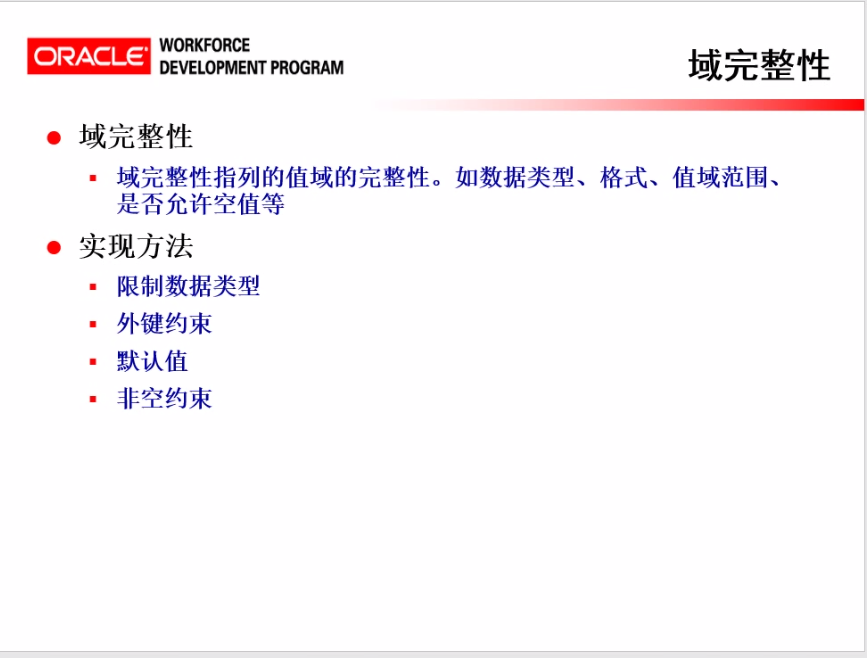 ORACLE WORKFORCE
DEVELOPMENT PROGRAM
域完整性
域完整性
域完整性指列的值域的完整性。如数据类型、格式、值域范围、
是否允许空值等
实现方法
限制数据类型
外键约束
默认值
非空约束